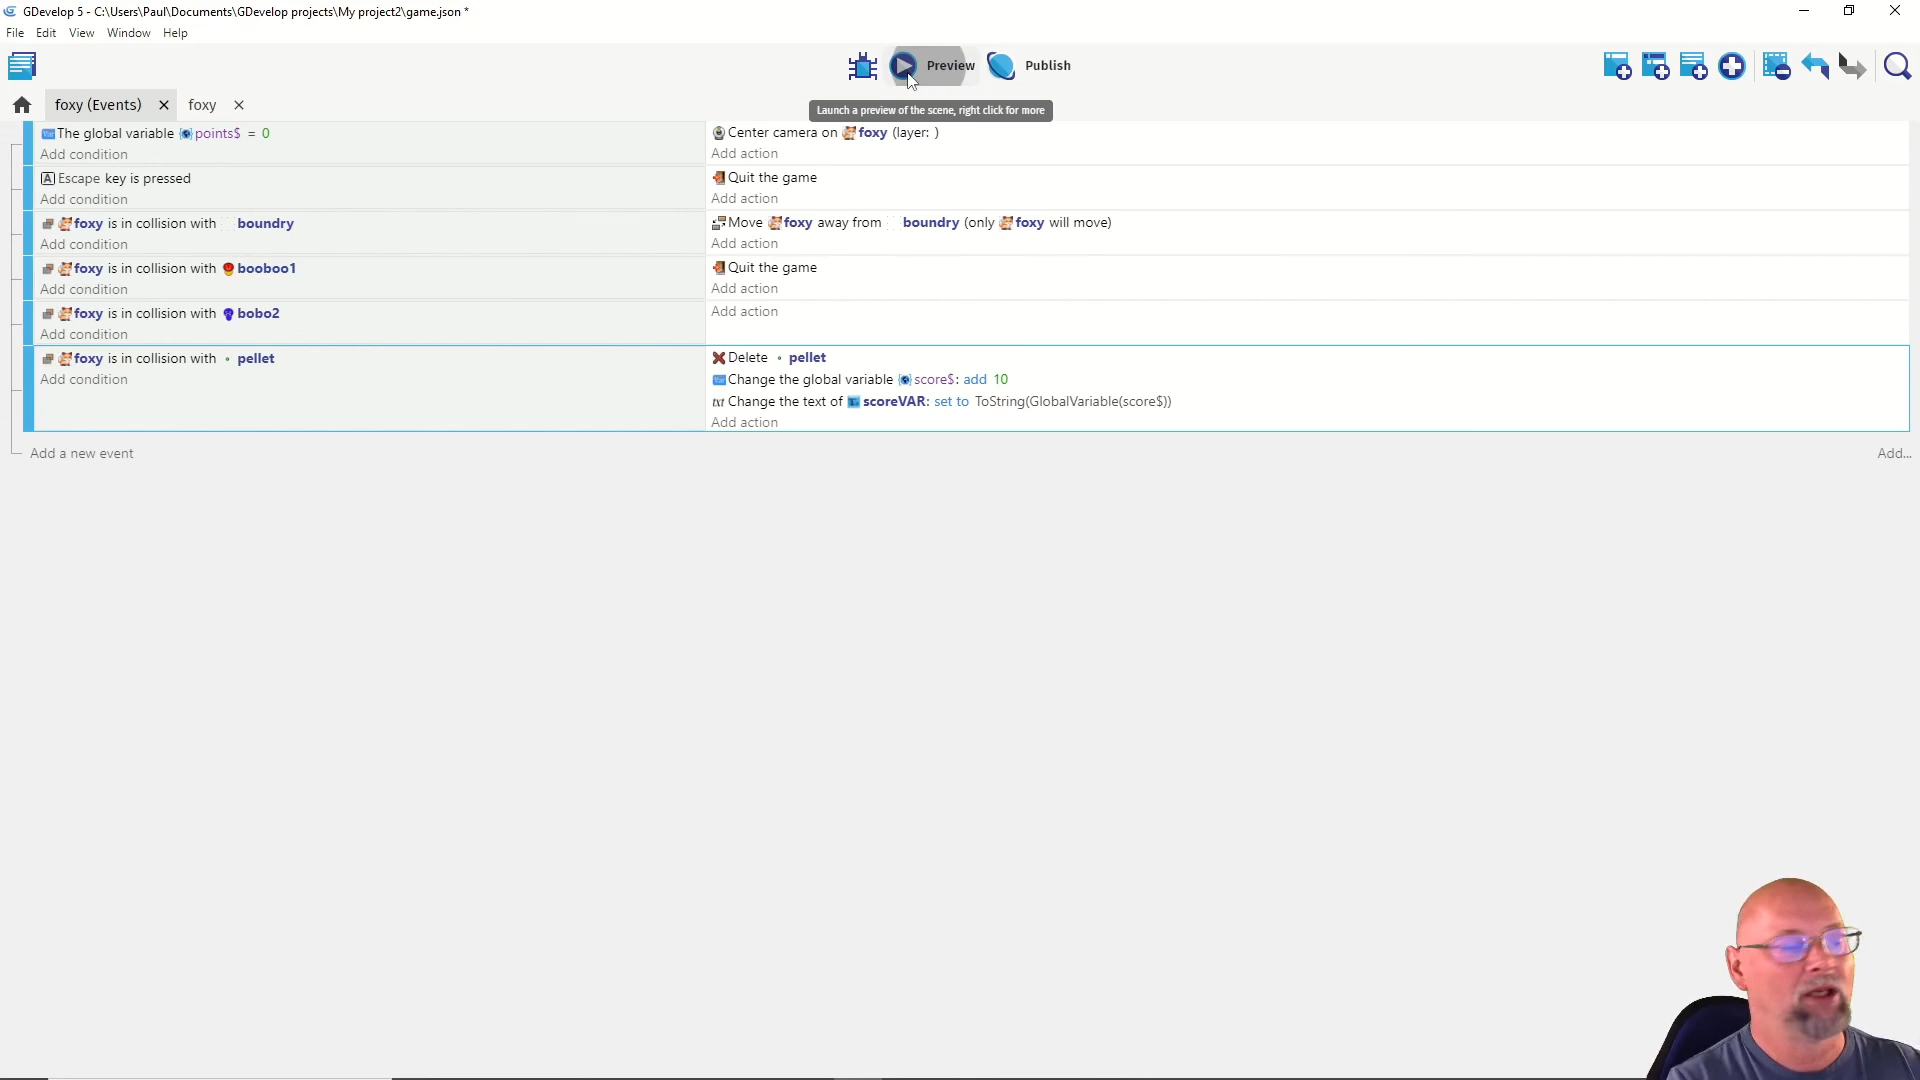 GDevelop 5 - C:\Users\Paul\Documents\GDevelop projects\My project2\game.json *
File Edit View Window Help
Preview Publish
foxy (Events) × foxy ×
Launch a preview of the scene, right click for more
Var The global variable points$ = 0
Center camera on foxy (layer: )
Add condition
Add action
A Escape key is pressed
Quit the game
Add condition
Add action
foxy is in collision with boundry
Move foxy away from boundry (only foxy will move)
Add condition
Add action
foxy is in collision with booboo1
Quit the game
Add condition
Add action
foxy is in collision with bobo2
Add action
Add condition
foxy is in collision with pellet
Delete pellet
Add condition
Var Change the global variable score$: add 10
txt Change the text of scoreVAR: set to ToString(GlobalVariable(score$))
Add action
Add a new event
Add...